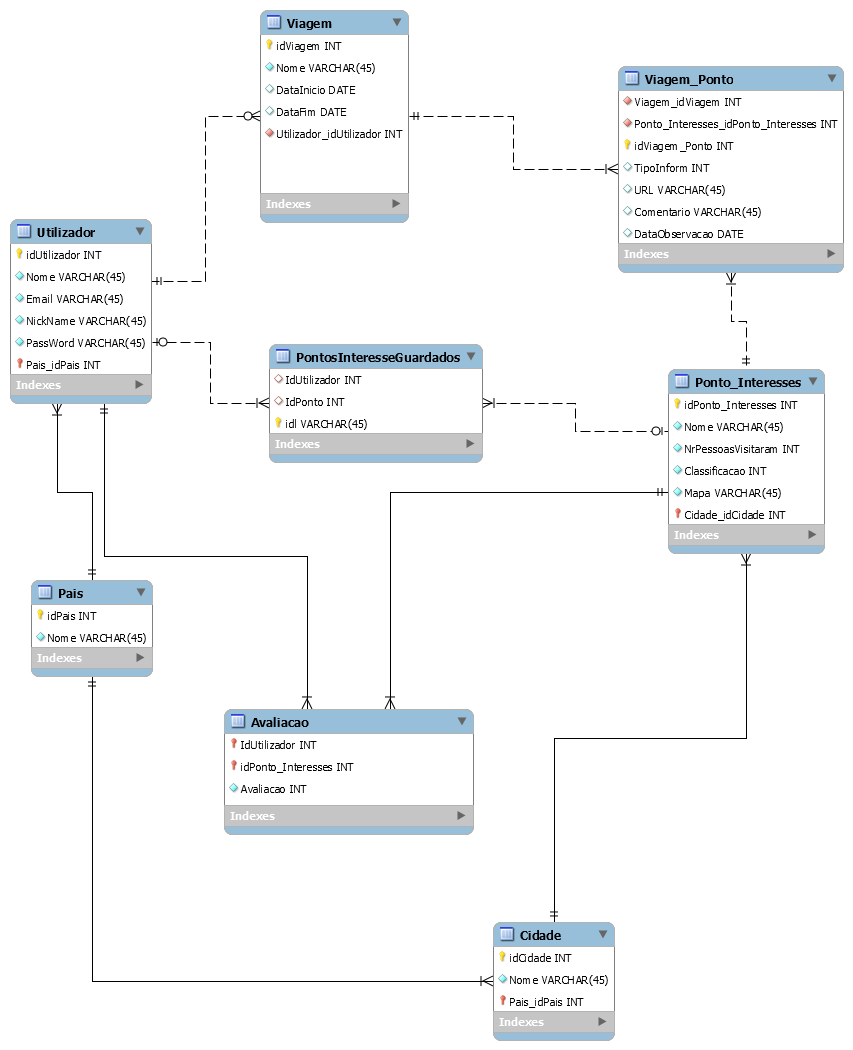 Viagem
idViagem INT
Nome VARCHAR(45)
DataInicio DATE
DataFim DATE
Utilizador_idUtilizador INT
Indexes
Viagem_Ponto
Viagem_idViagem INT
Ponto_Interesses_idPonto_Interesses INT
idViagem_Ponto INT
TipoInform INT
URL VARCHAR(45)
Comentario VARCHAR(45)
DataObservacao DATE
Indexes
Utilizador
idUtilizador INT
Nome VARCHAR(45)
Email VARCHAR(45)
NickName VARCHAR(45)
PassWord VARCHAR(45)
Pais_idPais INT
Indexes
PontosInteresseGuardados
IdUtilizador INT
IdPonto INT
idI VARCHAR(45)
Indexes
Ponto_Interesses
idPonto_Interesses INT
Nome VARCHAR(45)
NrPessoasVisitaram INT
Classificacao INT
Mapa VARCHAR(45)
Cidade_idCidade INT
Indexes
Pais
idPais INT
Nome VARCHAR(45)
Indexes
Avaliacao
IdUtilizador INT
idPonto_Interesses INT
Avaliacao INT
Indexes
Cidade
idCidade INT
Nome VARCHAR(45)
Pais_idPais INT
Indexes